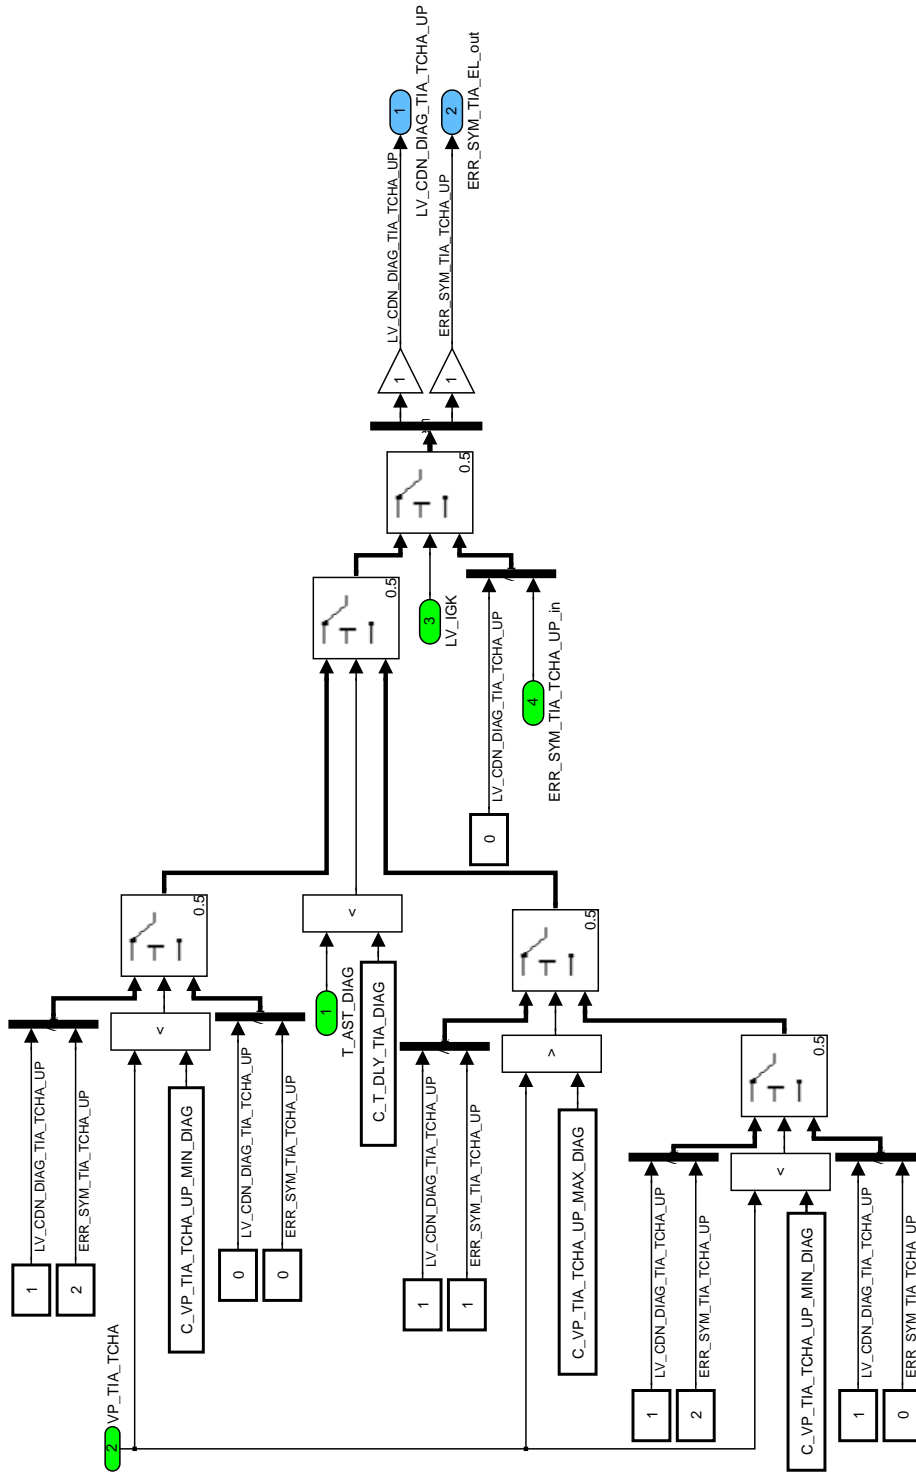 1
LV_CDN_DIAG_TIA_TCHA_UP
2
ERR_SYM_TIA_TCHA_UP
2
VP_TIA_TCHA
<
0.5
C_VP_TIA_TCHA_UP_MIN_DIAG
0
LV_CDN_DIAG_TIA_TCHA_UP
0
ERR_SYM_TIA_TCHA_UP
1
T_AST_DIAG
<
C_T_DLY_TIA_DIAG
0.5
1
LV_CDN_DIAG_TIA_TCHA_UP
1
ERR_SYM_TIA_TCHA_UP
>
0.5
C_VP_TIA_TCHA_UP_MAX_DIAG
3
LV_IGK
0.5
1
LV_CDN_DIAG_TIA_TCHA_UP
1
LV_CDN_DIAG_TIA_TCHA_UP
1
ERR_SYM_TIA_TCHA_UP
2
ERR_SYM_TIA_EL_out
0
LV_CDN_DIAG_TIA_TCHA_UP
4
ERR_SYM_TIA_TCHA_UP_in
1
LV_CDN_DIAG_TIA_TCHA_UP
2
ERR_SYM_TIA_TCHA_UP
<
0.5
C_VP_TIA_TCHA_UP_MIN_DIAG
1
LV_CDN_DIAG_TIA_TCHA_UP
0
ERR_SYM_TIA_TCHA_UP